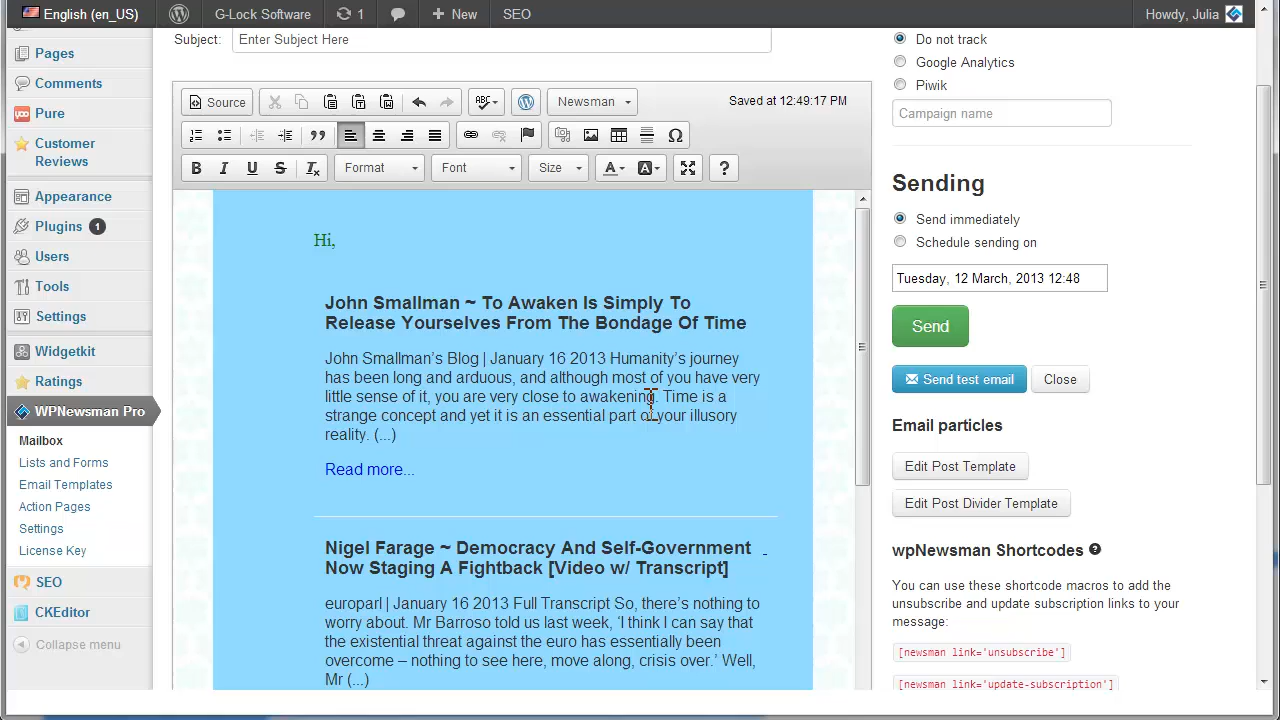 English (en_US) G-Lock Software 1 New SEO Howdy, Julia
Pages
Comments
Pure
Customer
Reviews
Appearance
Plugins 1
Users
Tools
Settings
Widgetkit
Ratings
WPNewsman Pro
Mailbox
Lists and Forms
Email Templates
Action Pages
Settings
License Key
SEO
CKEditor
Collapse menu
Subject: Enter Subject Here
Source ABC Newsman Saved at 12:49:17 PM
B I U S Tx Format Font Size A A ?
Hi,
John Smallman ~ To Awaken Is Simply To
Release Yourselves From The Bondage Of Time
John Smallman’s Blog | January 16 2013 Humanity’s journey
has been long and arduous, and although most of you have very
little sense of it, you are very close to awakening. Time is a
strange concept and yet it is an essential part of your illusory
reality. (...)
Read more...
Nigel Farage ~ Democracy And Self-Government -
Now Staging A Fightback [Video w/ Transcript]
europarl | January 16 2013 Full Transcript So, there’s nothing to
worry about. Mr Barroso told us last week, ‘I think I can say that
the existential threat against the euro has essentially been
overcome – nothing to see here, move along, crisis over.’ Well,
Mr (...)
Do not track
Google Analytics
Piwik
Campaign name
Sending
Send immediately
Schedule sending on
Tuesday, 12 March, 2013 12:48
Send
Send test email Close
Email particles
Edit Post Template
Edit Post Divider Template
wpNewsman Shortcodes ?
You can use these shortcode macros to add the
unsubscribe and update subscription links to your
message:
[newsman link='unsubscribe']
[newsman link='update-subscription']